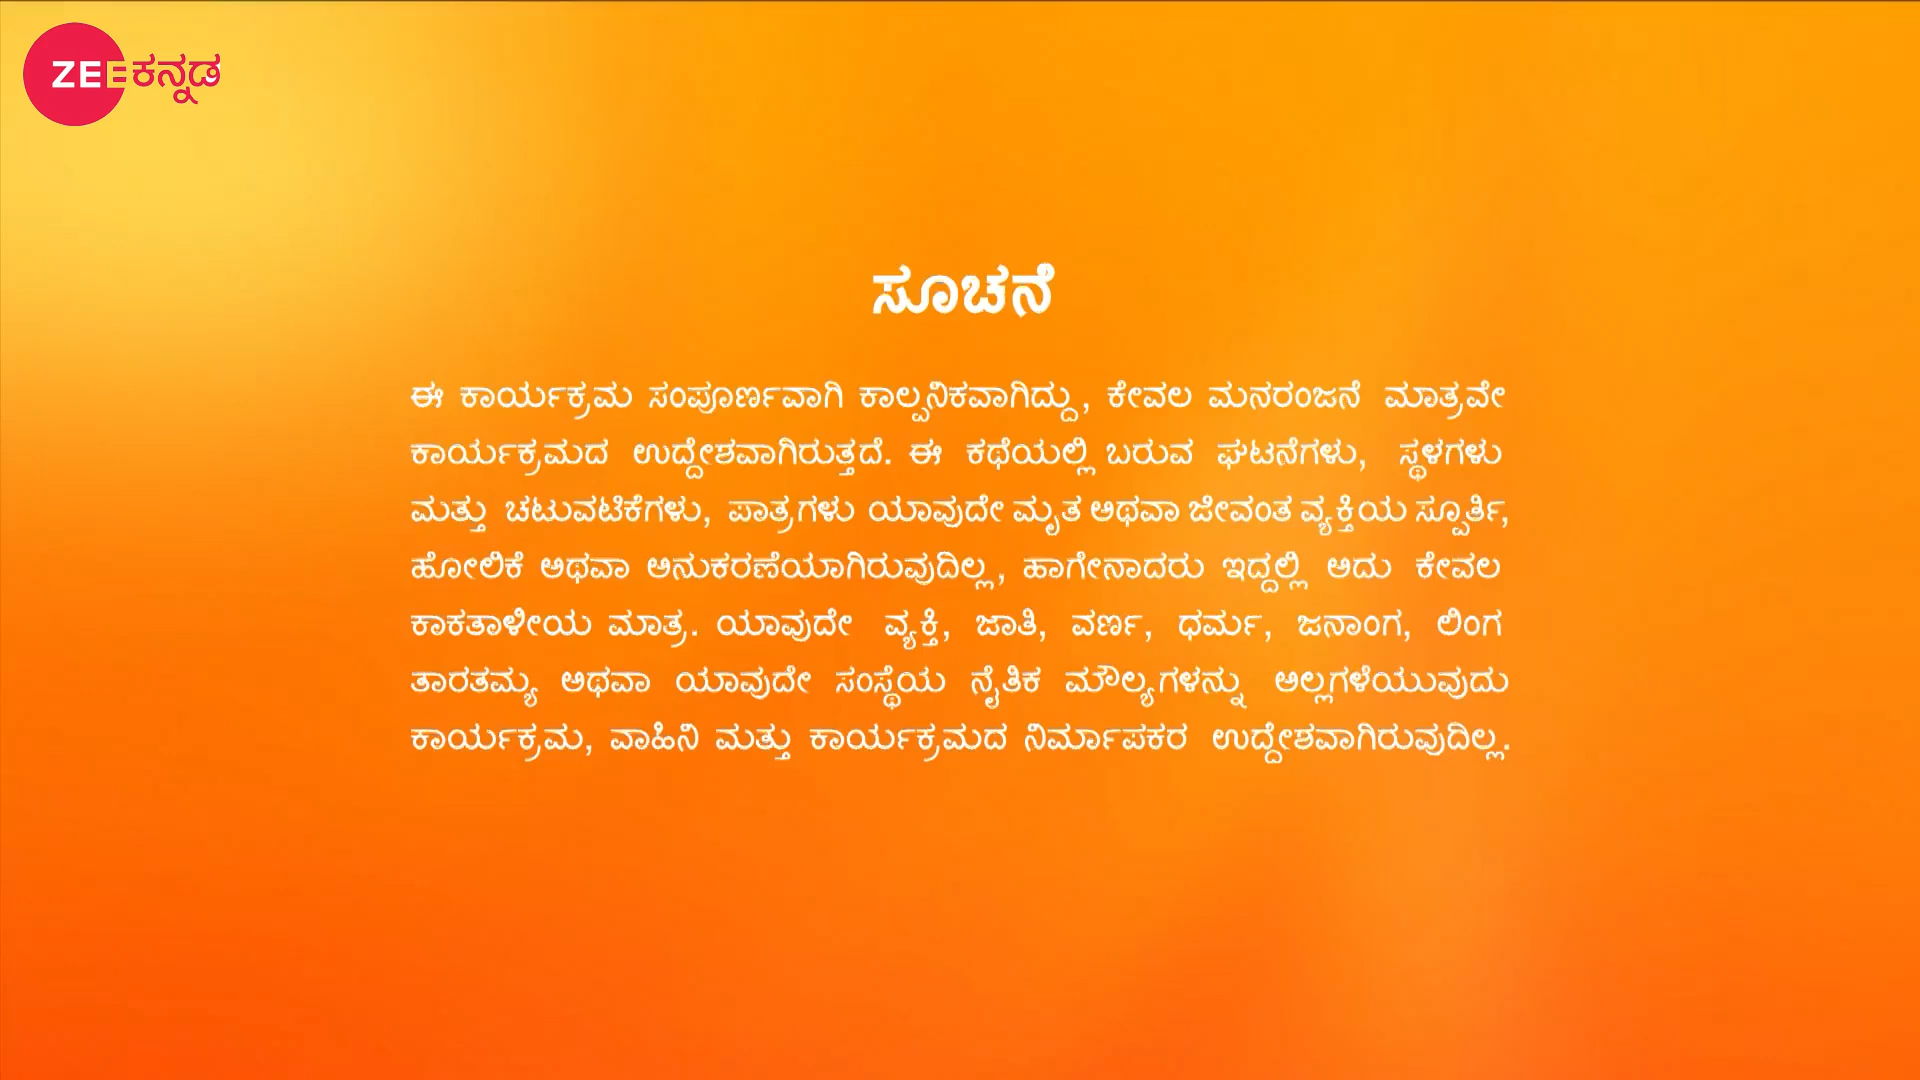 ZEEಕನ್ನಡ
ಸೂಚನೆ
ಈ ಕಾರ್ಯಕ್ರಮ ಸಂಪೂರ್ಣವಾಗಿ ಕಾಲ್ಪನಿಕವಾಗಿದ್ದು, ಕೇವಲ ಮನರಂಜನೆ ಮಾತ್ರವೇ
ಕಾರ್ಯಕ್ರಮದ ಉದ್ದೇಶವಾಗಿರುತ್ತದೆ. ಈ ಕಥೆಯಲ್ಲಿ ಬರುವ ಘಟನೆಗಳು, ಸ್ಥಳಗಳು
ಮತ್ತು ಚಟುವಟಿಕೆಗಳು, ಪಾತ್ರಗಳು ಯಾವುದೇ ಮೃತ ಅಥವಾ ಜೀವಂತ ವ್ಯಕ್ತಿಯ ಸ್ಪೂರ್ತಿ,
ಹೋಲಿಕೆ ಅಥವಾ ಅನುಕರಣೆಯಾಗಿರುವುದಿಲ್ಲ, ಹಾಗೇನಾದರು ಇದ್ದಲ್ಲಿ ಅದು ಕೇವಲ
ಕಾಕತಾಳೀಯ ಮಾತ್ರ. ಯಾವುದೇ ವ್ಯಕ್ತಿ, ಜಾತಿ, ವರ್ಣ, ಧರ್ಮ, ಜನಾಂಗ, ಲಿಂಗ
ತಾರತಮ್ಯ ಅಥವಾ ಯಾವುದೇ ಸಂಸ್ಥೆಯ ನೈತಿಕ ಮೌಲ್ಯಗಳನ್ನು ಅಲ್ಲಗಳೆಯುವುದು
ಕಾರ್ಯಕ್ರಮ, ವಾಹಿನಿ ಮತ್ತು ಕಾರ್ಯಕ್ರಮದ ನಿರ್ಮಾಪಕರ ಉದ್ದೇಶವಾಗಿರುವುದಿಲ್ಲ.